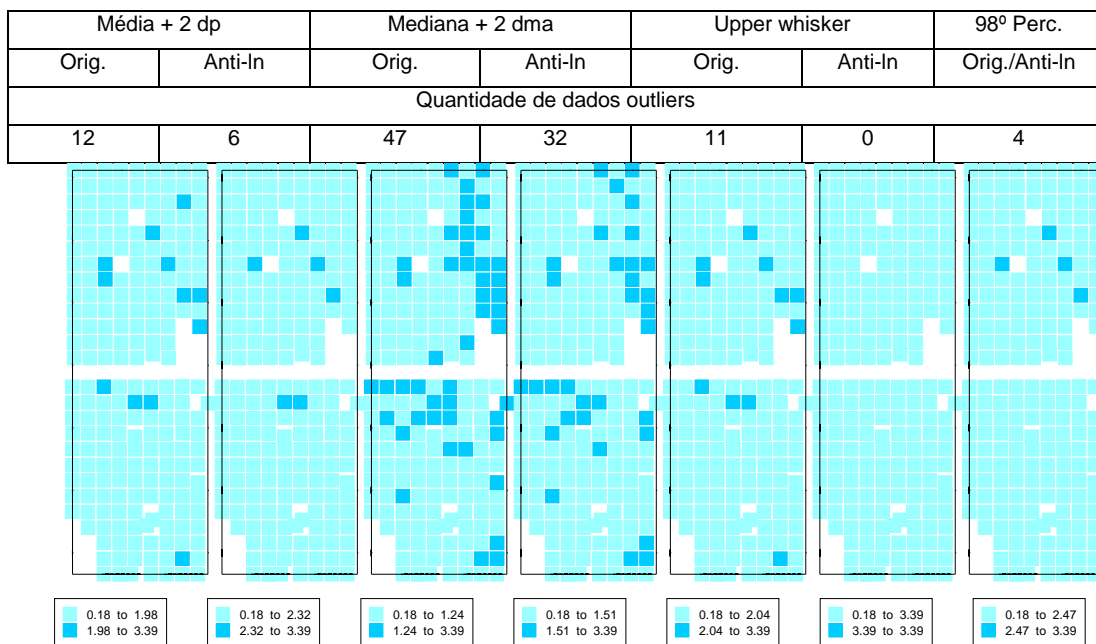 Média + 2 dp Mediana + 2 dma Upper whisker 98º Perc.
Orig. Anti-ln Orig. Anti-ln Orig. Anti-ln Orig./Anti-ln
Quantidade de dados outliers
12 6 47 32 11 0 4
0.18 to 1.98 0.18 to 2.32 0.18 to 1.24 0.18 to 1.51 0.18 to 2.04 0.18 to 3.39 0.18 to 2.47
1.98 to 3.39 2.32 to 3.39 1.24 to 3.39 1.51 to 3.39 2.04 to 3.39 3.39 to 3.39 2.47 to 3.39